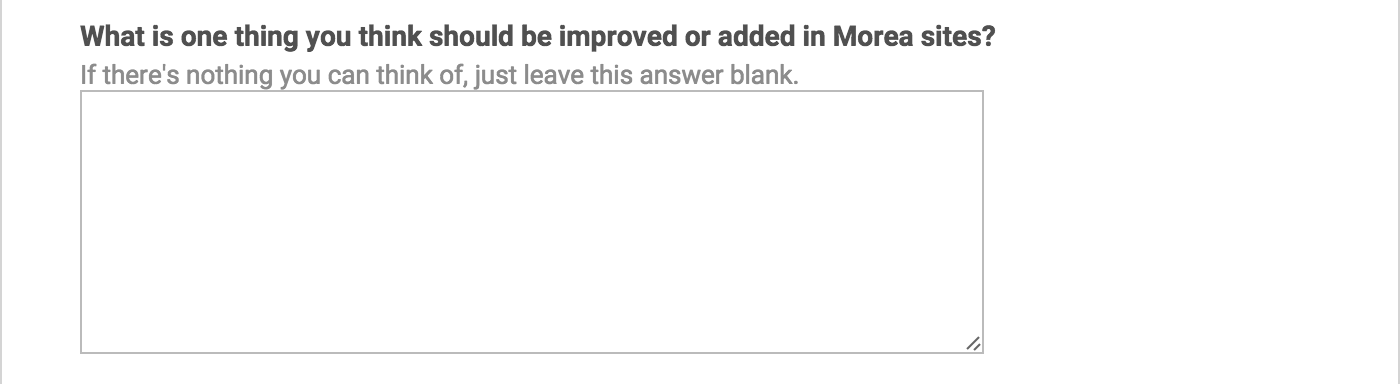 What is one thing you think should be improved or added in Morea sites?
If there's nothing you can think of, just leave this answer blank.